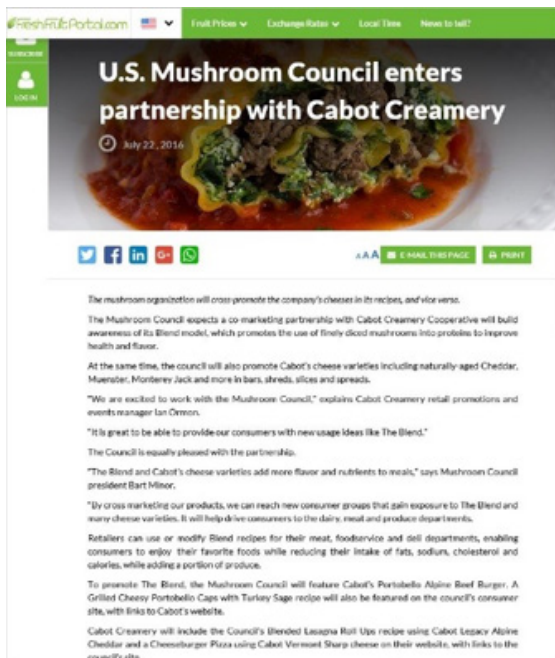 FreshFruitPortal.com
Fruit Prices
Exchange Rates
Local Time
News to tell?
SUBSCRIBE
LOG IN
U.S. Mushroom Council enters
partnership with Cabot Creamery
July 22, 2016
A A A
E-MAIL THIS PAGE
PRINT
The mushroom organization will cross-promote the company's cheeses in its recipes, and vice versa.
The Mushroom Council expects a co-marketing partnership with Cabot Creamery Cooperative will build
awareness of its Blend model, which promotes the use of finely diced mushrooms into proteins to improve
health and flavor.
At the same time, the council will also promote Cabot's cheese varieties including naturally-aged Cheddar,
Muenster, Monterey Jack and more in bars, shreds, slices and spreads.
"We are excited to work with the Mushroom Council," explains Cabot Creamery retail promotions and
events manager Ian Ormon.
"It is great to be able to provide our consumers with new usage ideas like The Blend."
The Council is equally pleased with the partnership.
"The Blend and Cabot's cheese varieties add more flavor and nutrients to meals," says Mushroom Council
president Bart Minor.
"By cross marketing our products, we can reach new consumer groups that gain exposure to The Blend and
many cheese varieties. It will help drive consumers to the dairy, meat and produce departments.
Retailers can use or modify Blend recipes for their meat, foodservice and deli departments, enabling
consumers to enjoy their favorite foods while reducing their intake of fats, sodium, cholesterol and
calories, while adding a portion of produce.
To promote The Blend, the Mushroom Council will feature Cabot's Portobello Alpine Beef Burger. A
Grilled Cheesy Portobello Caps with Turkey Sage recipe will also be featured on the council's consumer
site, with links to Cabot's website.
Cabot Creamery will include the Council's Blended Lasagna Roll Ups recipe using Cabot Legacy Alpine
Cheddar and a Cheeseburger Pizza using Cabot Vermont Sharp cheese on their website, with links to the
council's site.